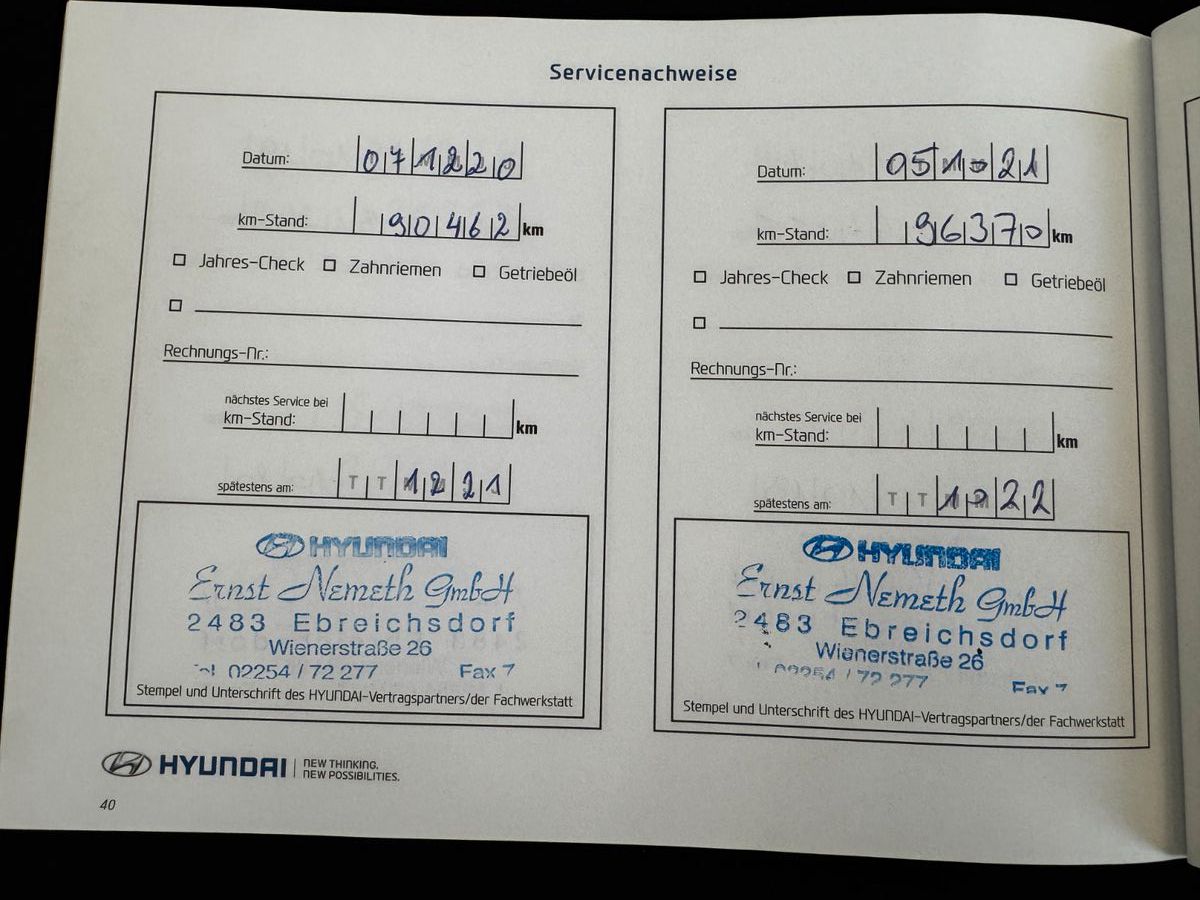 Servicenachweise
Datum: 07 12 20
km-Stand: 90462 km
Jahres-Check Zahnriemen Getriebeöl
Rechnungs-Nr.:
nächstes Service bei
km-Stand: km
spätestens am: T T 12 21
HYUNDAI
Ernst Nemeth GmbH
2483 Ebreichsdorf
Wienerstraße 26
02254 / 72 277 Fax 7
Stempel und Unterschrift des HYUNDAI-Vertragspartners/der Fachwerkstatt
Datum: 05 10 21
km-Stand: 96370 km
Jahres-Check Zahnriemen Getriebeöl
Rechnungs-Nr.:
nächstes Service bei
km-Stand: km
spätestens am: T T 10 22
HYUNDAI
Ernst Nemeth GmbH
2483 Ebreichsdorf
Wienerstraße 26
02254 / 72 277 Fax 7
Stempel und Unterschrift des HYUNDAI-Vertragspartners/der Fachwerkstatt
HYUNDAI
NEW THINKING.
NEW POSSIBILITIES.
40